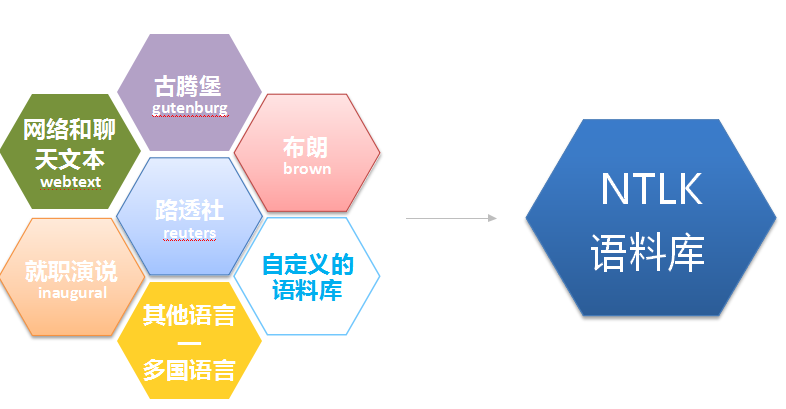 古腾堡
gutenburg
网络和聊
天文本
webtext
布朗
brown
路透社
reuters
就职演说
inaugural
自定义的
语料库
其他语言
—
多国语言
NTLK
语料库